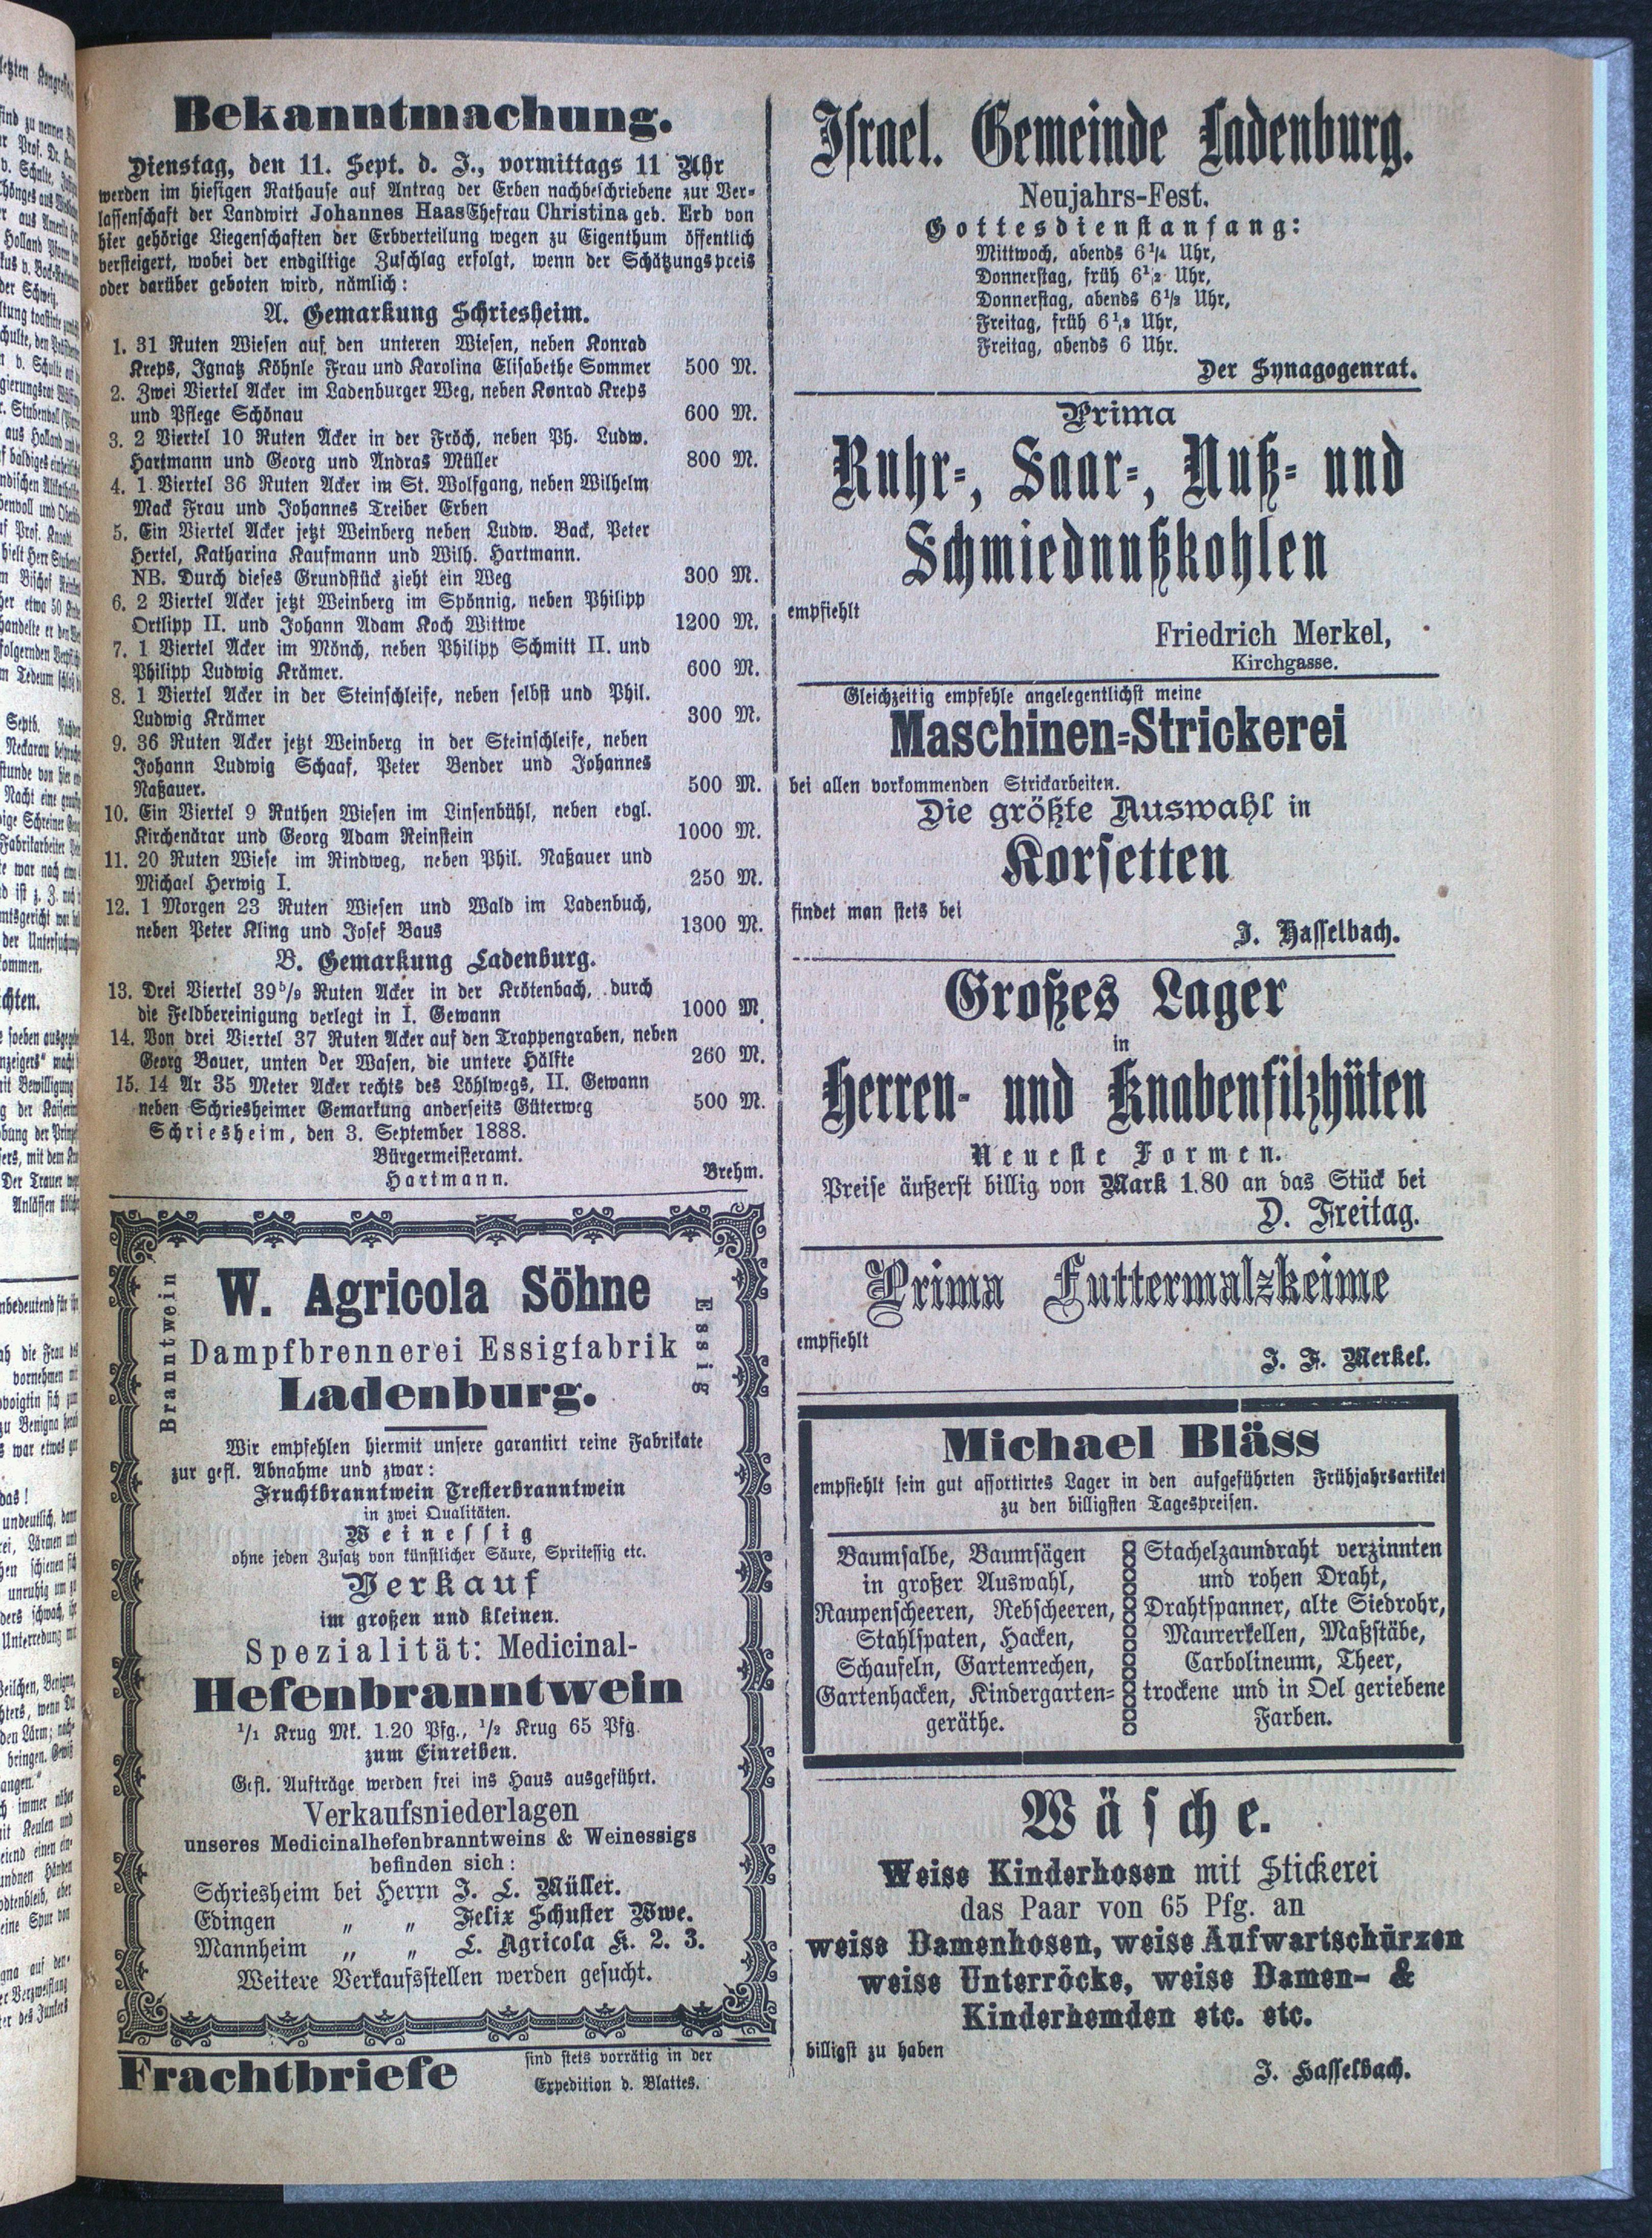 Bekanntmachung.
Dienstag, den 11. Sept. d. J., vormittags 11 Uhr
werden im hiesigen Rathause auf Antrag der Erben nachbeschriebene zur Ver-
lassenschaft der Landwirt Johannes Haas Ehefrau Christina geb. Erb von
hier gehörige Liegenschaften der Erbverteilung wegen zu Eigenthum öffentlich
versteigert, wobei der endgiltige Zuschlag erfolgt, wenn der Schätzungspreis
oder darüber geboten wird, nämlich:
A. Gemarkung Schriesheim.
1. 31 Ruten Wiesen auf den unteren Wiesen, neben Konrad
Kreps, Ignatz Köhnle Frau und Karolina Elisabethe Sommer 500 M.
2. Zwei Viertel Acker im Ladenburger Weg, neben Konrad Kreps
und Pflege Schönau 600 M.
3. 2 Viertel 10 Ruten Acker in der Fröch, neben Ph. Ludw.
Hartmann und Georg und Andras Müller 800 M.
4. 1 Viertel 36 Ruten Acker im St. Wolfgang, neben Wilhelm
Mack Frau und Johannes Treiber Erben
5. Ein Viertel Acker jetzt Weinberg neben Ludw. Back, Peter
Hertel, Katharina Kaufmann und Wilh. Hartmann.
NB. Durch dieses Grundstück zieht ein Weg 300 M.
6. 2 Viertel Acker jetzt Weinberg im Spönnig, neben Philipp
Ortlipp II. und Johann Adam Koch Wittwe 1200 M.
7. 1 Viertel Acker im Mönch, neben Philipp Schmitt II. und
Philipp Ludwig Krämer. 600 M.
8. 1 Viertel Acker in der Steinschleife, neben selbst und Phil.
Ludwig Krämer 300 M.
9. 36 Ruten Acker jetzt Weinberg in der Steinschleife, neben
Johann Ludwig Schaaf, Peter Bender und Johannes
Naßauer. 500 M.
10. Ein Viertel 9 Ruthen Wiesen im Linsenbühl, neben evgl.
Kirchenärar und Georg Adam Reinstein 1000 M.
11. 20 Ruten Wiese im Rindweg, neben Phil. Naßauer und
Michael Herwig I. 250 M.
12. 1 Morgen 23 Ruten Wiesen und Wald im Ladenbuch,
neben Peter Kling und Josef Baus 1300 M.
B. Gemarkung Ladenburg.
13. Drei Viertel 39⁵/₉ Ruten Acker in der Krötenbach, durch
die Feldbereinigung verlegt in I. Gewann 1000 M.
14. Von drei Viertel 37 Ruten Acker auf den Trappengraben, neben
Georg Bauer, unten der Wasen, die untere Hälfte 260 M.
15. 14 Ar 35 Meter Acker rechts des Löhlwegs, II. Gewann
neben Schriesheimer Gemarkung anderseits Güterweg 500 M.
Schriesheim, den 3. September 1888.
Bürgermeisteramt.
Hartmann. Brehm.
Branntwein
W. Agricola Söhne
Essig
Dampfbrennerei Essigfabrik
Ladenburg.
Wir empfehlen hiermit unsere garantirt reine Fabrikate
zur gefl. Abnahme und zwar:
Fruchtbranntwein Tresterbranntwein
in zwei Qualitäten.
Weinessig
ohne jeden Zusatz von künstlicher Säure, Spritessig etc.
Verkauf
im großen und kleinen.
Spezialität: Medicinal-
Hefenbranntwein
¹/₁ Krug Mk. 1.20 Pfg., ¹/₂ Krug 65 Pfg.
zum Einreiben.
Gefl. Aufträge werden frei ins Haus ausgeführt.
Verkaufsniederlagen
unseres Medicinalhefenbranntweins & Weinessigs
befinden sich:
Schriesheim bei Herrn J. L. Müller.
Edingen " " Felix Schuster Wwe.
Mannheim " " L. Agricola K. 2. 3.
Weitere Verkaufsstellen werden gesucht.
Frachtbriefe sind stets vorrätig in der
Expedition d. Blattes.
Israel. Gemeinde Ladenburg.
Neujahrs-Fest.
Gottesdienstanfang:
Mittwoch, abends 6¹/₄ Uhr,
Donnerstag, früh 6¹/₂ Uhr,
Donnerstag, abends 6¹/₂ Uhr,
Freitag, früh 6¹/₂ Uhr,
Freitag, abends 6 Uhr.
Der Synagogenrat.
Prima
Ruhr-, Saar-, Nuß- und
Schmiednußkohlen
empfiehlt
Friedrich Merkel,
Kirchgasse.
Gleichzeitig empfehle angelegentlichst meine
Maschinen-Strickerei
bei allen vorkommenden Strickarbeiten.
Die größte Auswahl in
Korsetten
findet man stets bei
J. Hasselbach.
Großes Lager
in
Herren- und Knabenfilzhüten
Neueste Formen.
Preise äußerst billig von Mark 1.80 an das Stück bei
D. Freitag.
Prima Futtermalzkeime
empfiehlt
J. F. Merkel.
Michael Bläss
empfiehlt sein gut assortirtes Lager in den aufgeführten Frühjahrsartikel
zu den billigsten Tagespreisen.
Baumsalbe, Baumsägen
in großer Auswahl,
Raupenscheeren, Rebscheeren,
Stahlspaten, Hacken,
Schaufeln, Gartenrechen,
Gartenhacken, Kindergarten-
geräthe.
Stachelzaundraht verzinnten
und rohen Draht,
Drahtspanner, alte Siedrohr,
Maurerkellen, Maßstäbe,
Carbolineum, Theer,
trockene und in Oel geriebene
Farben.
Wäsche.
Weise Kinderhosen mit Stickerei
das Paar von 65 Pfg. an
weise Damenhosen, weise Aufwartschürzen
weise Unterröcke, weise Damen- &
Kinderhemden etc. etc.
billigst zu haben
J. Hasselbach.